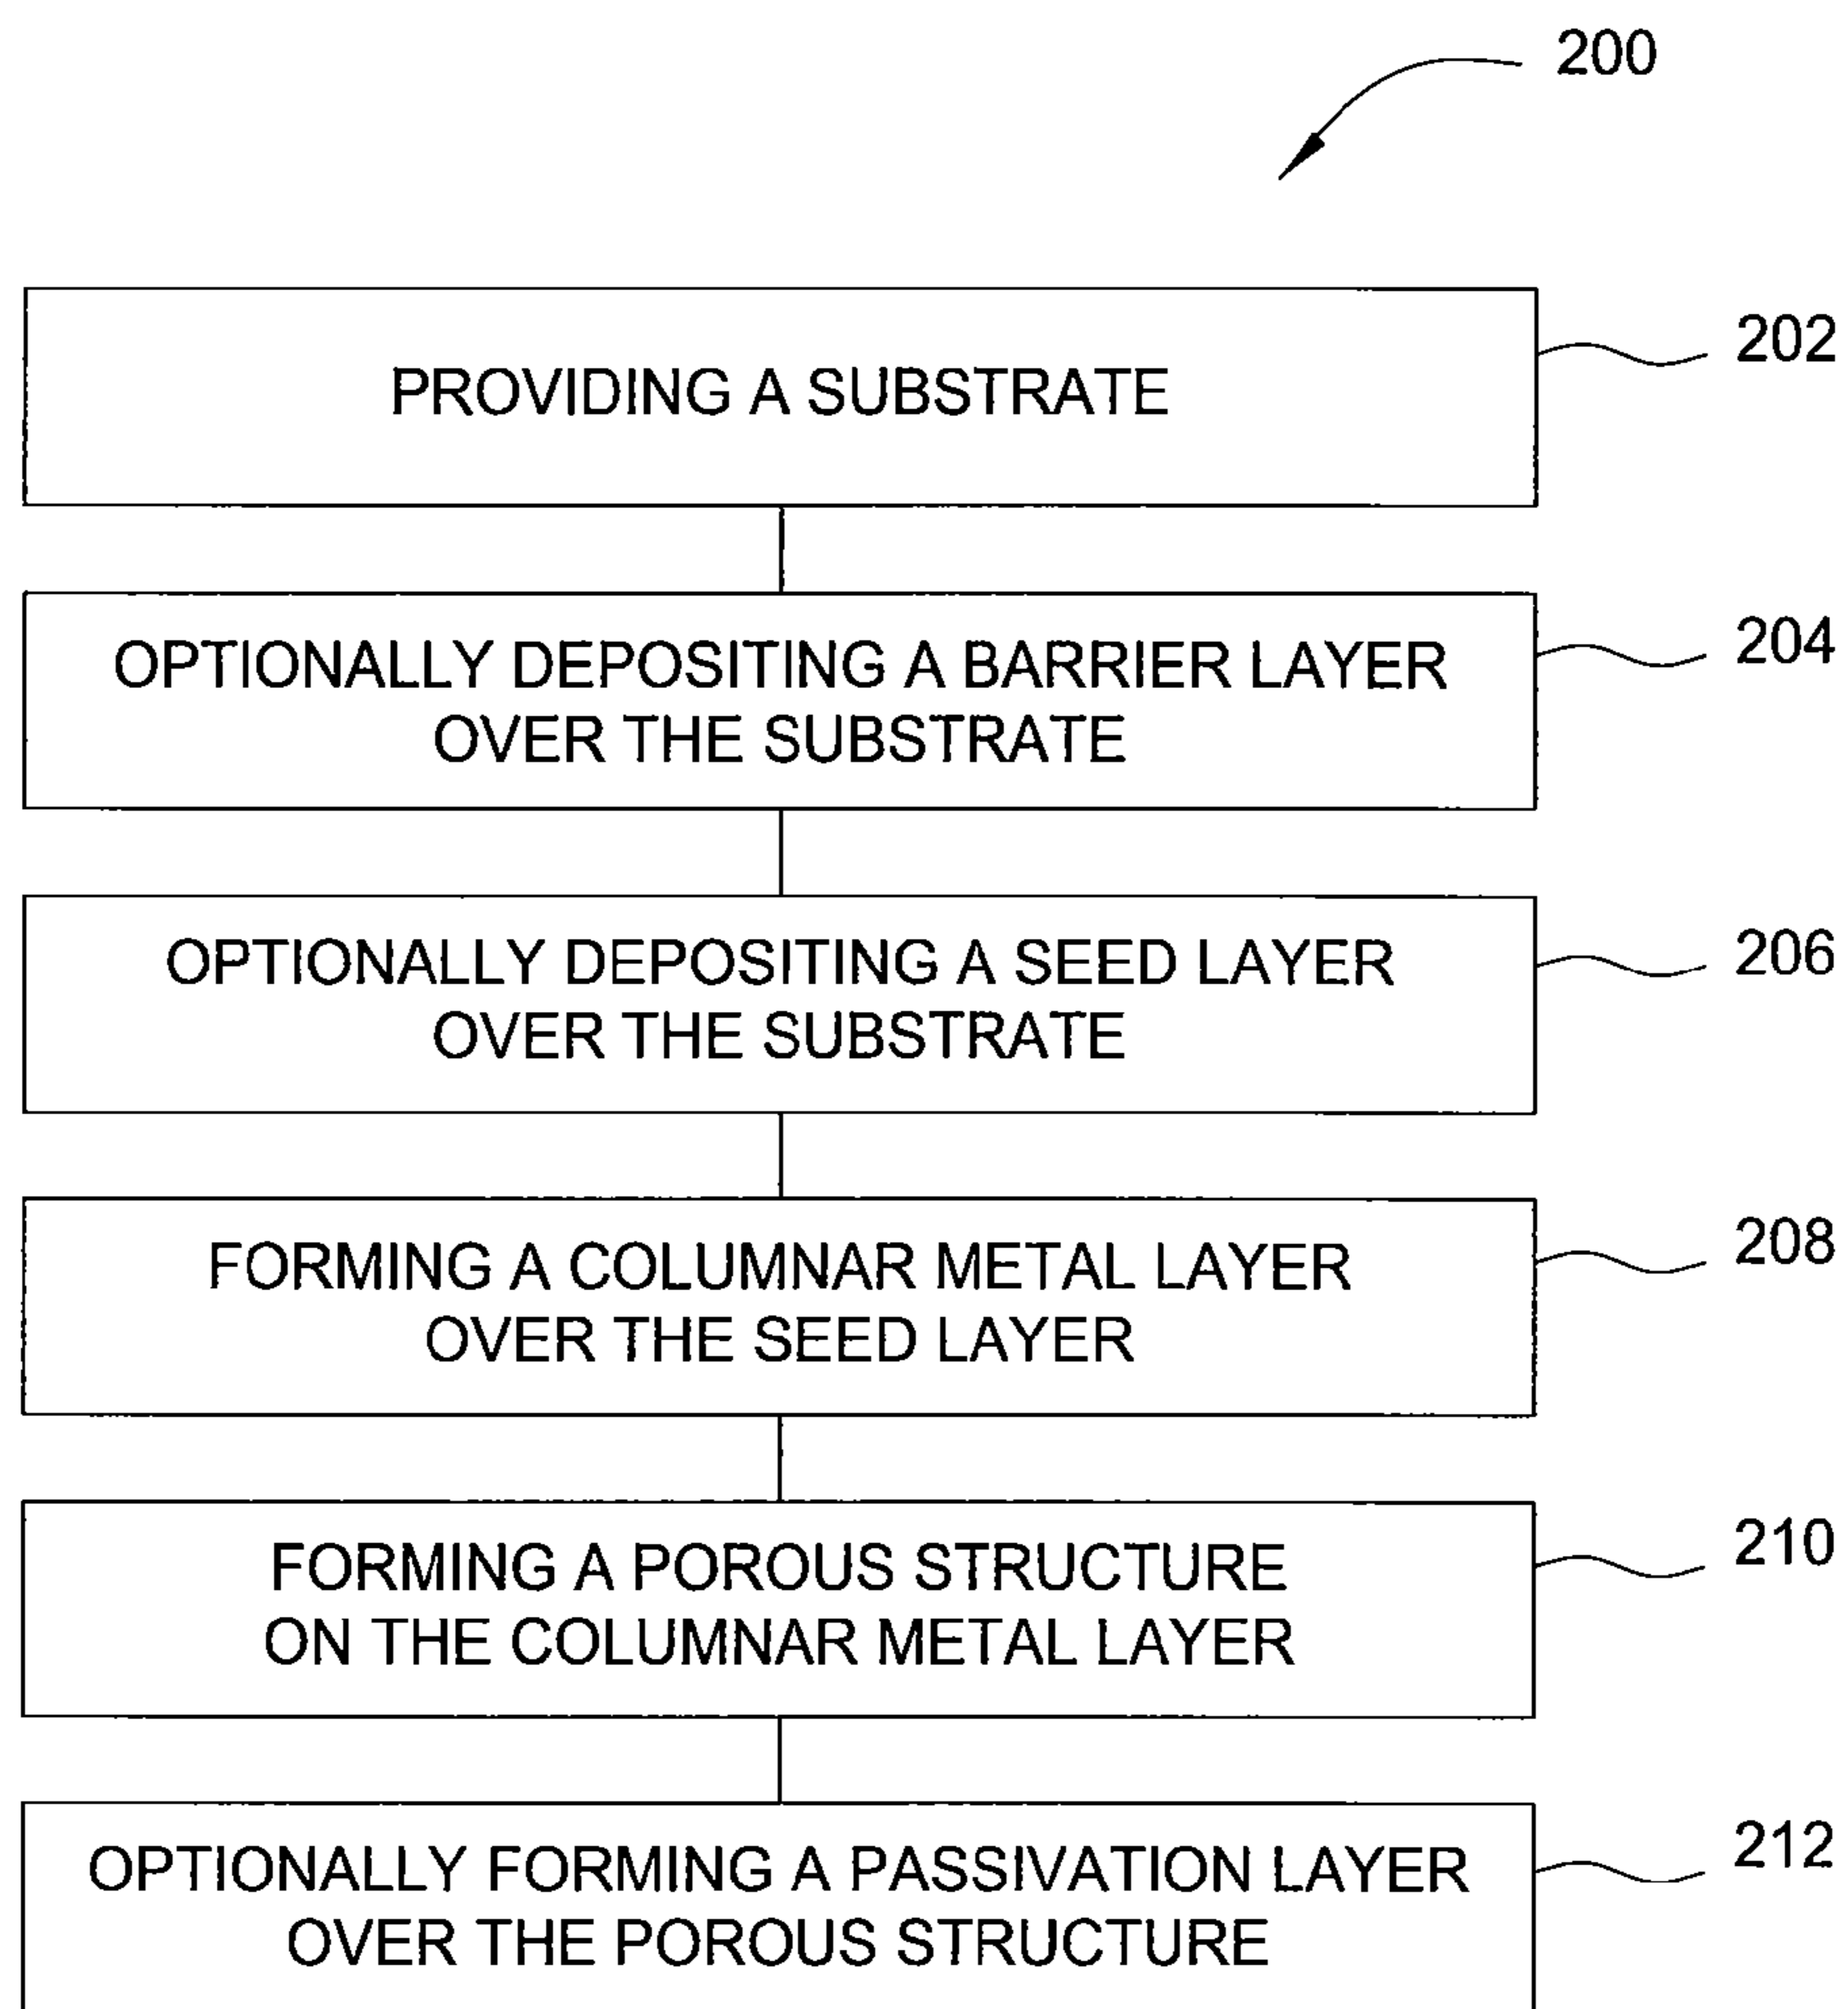 200
PROVIDING A SUBSTRATE
202
OPTIONALLY DEPOSITING A BARRIER LAYER
OVER THE SUBSTRATE
204
OPTIONALLY DEPOSITING A SEED LAYER
OVER THE SUBSTRATE
206
FORMING A COLUMNAR METAL LAYER
OVER THE SEED LAYER
208
FORMING A POROUS STRUCTURE
ON THE COLUMNAR METAL LAYER
210
OPTIONALLY FORMING A PASSIVATION LAYER
OVER THE POROUS STRUCTURE
212